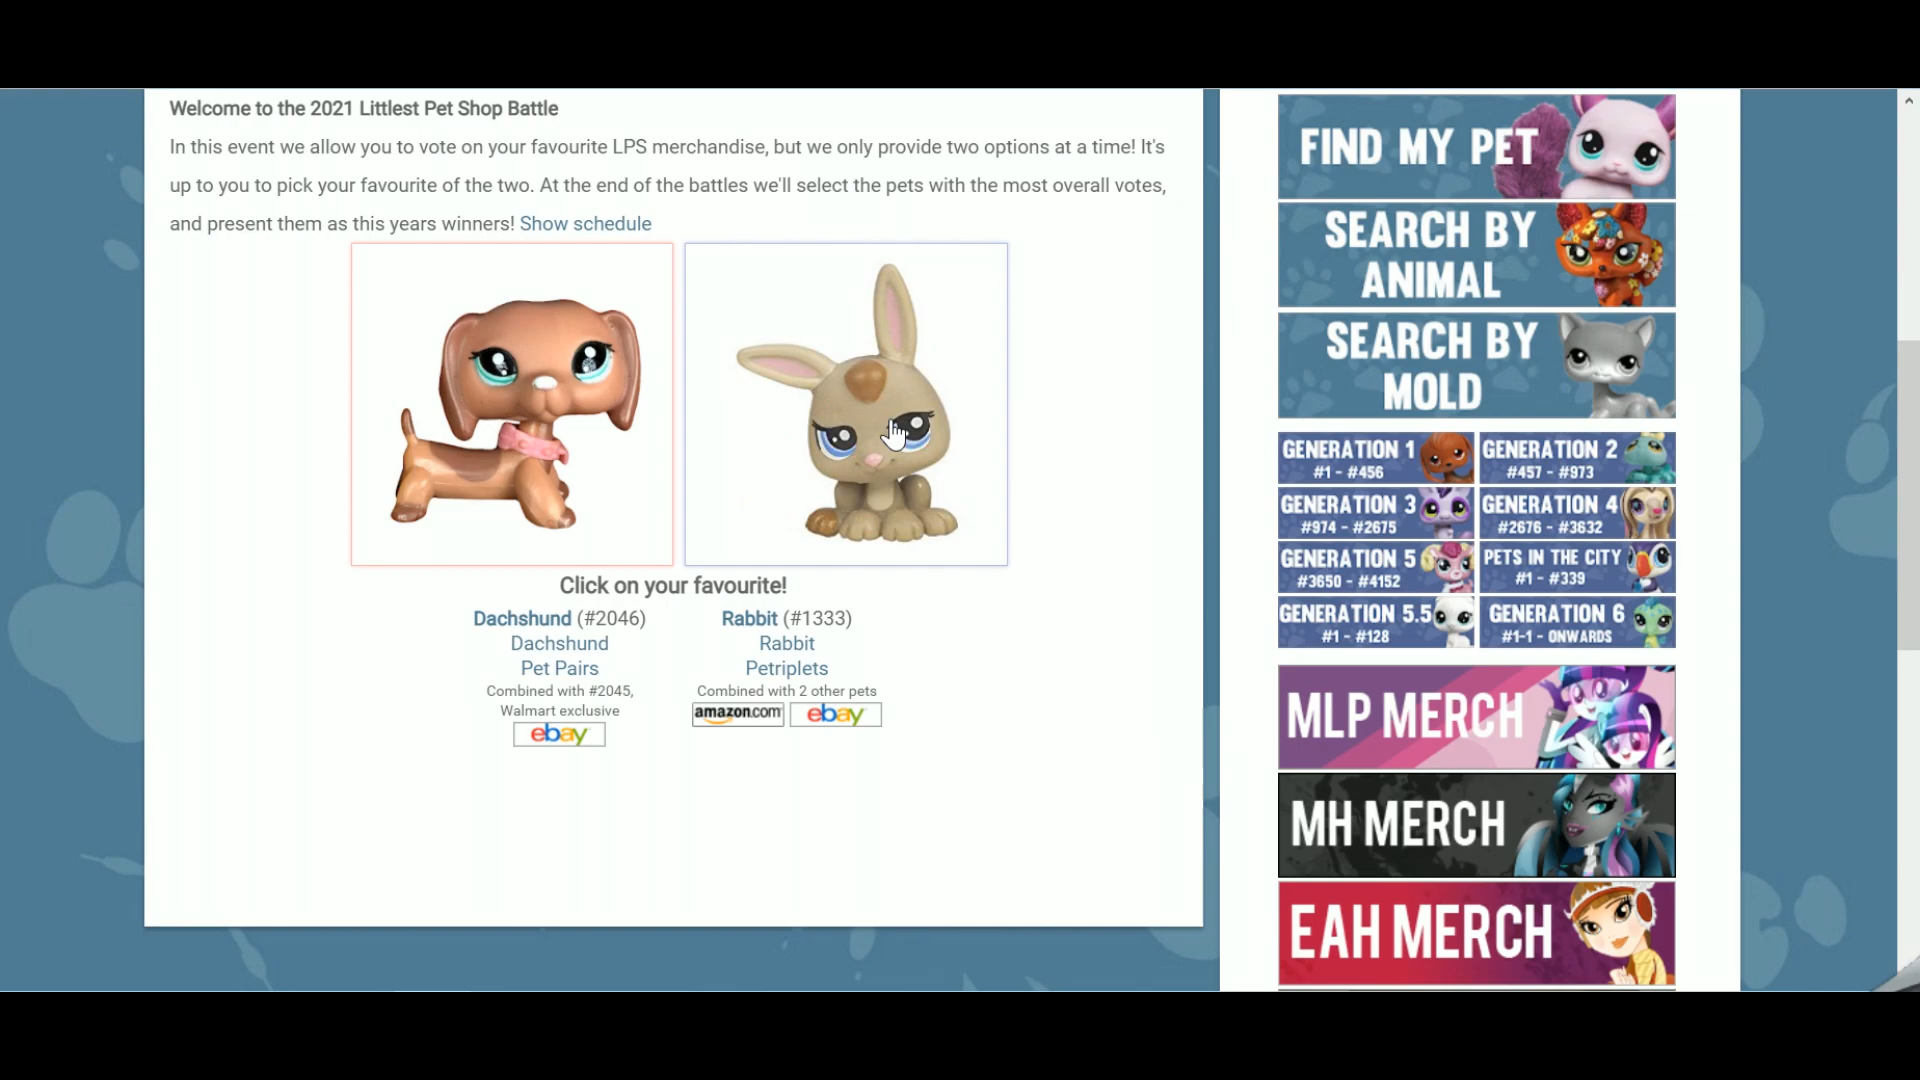 Welcome to the 2021 Littlest Pet Shop Battle
In this event we allow you to vote on your favourite LPS merchandise, but we only provide two options at a time! It's
up to you to pick your favourite of the two. At the end of the battles we'll select the pets with the most overall votes,
and present them as this years winners! Show schedule
Click on your favourite!
Dachshund (#2046)
Dachshund
Pet Pairs
Combined with #2045,
Walmart exclusive
ebay
Rabbit (#1333)
Rabbit
Petriplets
Combined with 2 other pets
amazon.com ebay
FIND MY PET
SEARCH BY
ANIMAL
SEARCH BY
MOLD
GENERATION 1
#1 - #456
GENERATION 2
#457 - #973
GENERATION 3
#974 - #2675
GENERATION 4
#2676 - #3632
GENERATION 5
#3650 - #4152
PETS IN THE CITY
#1 - #339
GENERATION 5.5
#1 - #128
GENERATION 6
#1-1 - ONWARDS
MLP MERCH
MH MERCH
EAH MERCH